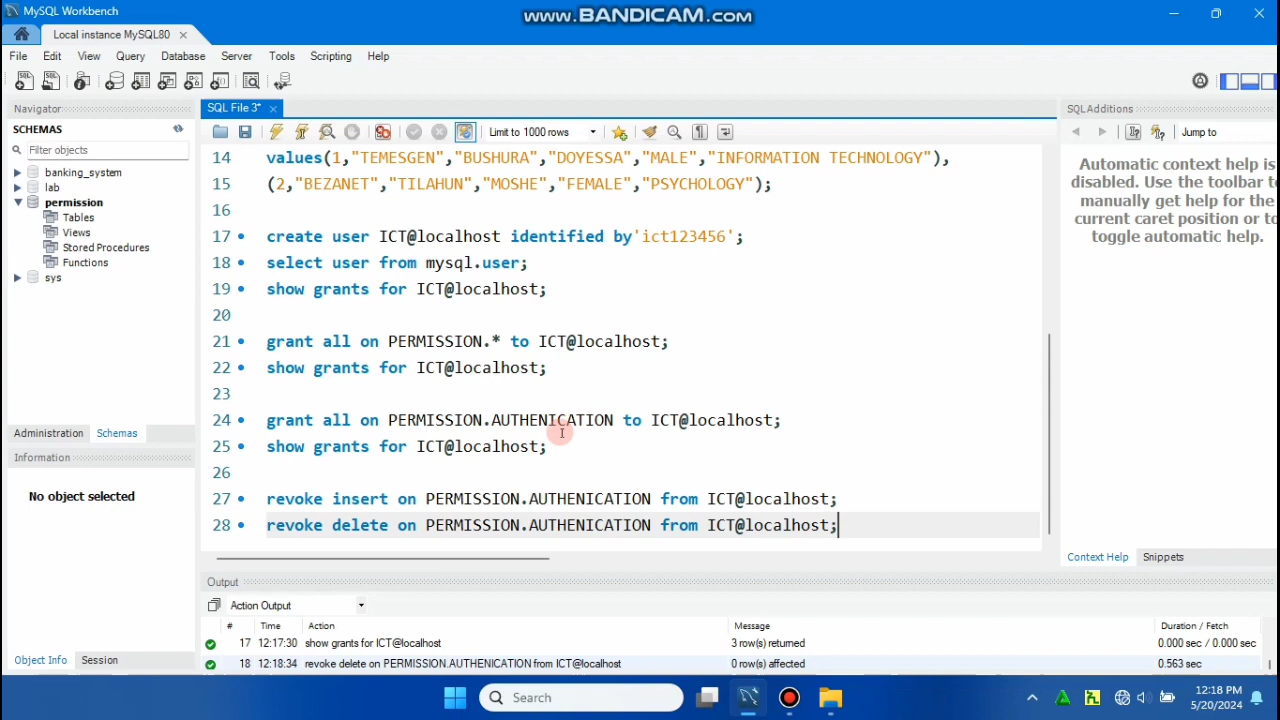 MySQL Workbench
www.BANDICAM.com
Local instance MySQL80
File Edit View Query Database Server Tools Scripting Help
Navigator
SCHEMAS
Filter objects
banking_system
lab
permission
Tables
Views
Stored Procedures
Functions
sys
Administration Schemas
Information
No object selected
Object Info Session
SQL File 3*
Limit to 1000 rows
14 values(1,"TEMESGEN","BUSHURA","DOYESSA","MALE","INFORMATION TECHNOLOGY"),
15 (2,"BEZANET","TILAHUN","MOSHE","FEMALE","PSYCHOLOGY");
16
17 create user ICT@localhost identified by'ict123456';
18 select user from mysql.user;
19 show grants for ICT@localhost;
20
21 grant all on PERMISSION.* to ICT@localhost;
22 show grants for ICT@localhost;
23
24 grant all on PERMISSION.AUTHENICATION to ICT@localhost;
25 show grants for ICT@localhost;
26
27 revoke insert on PERMISSION.AUTHENICATION from ICT@localhost;
28 revoke delete on PERMISSION.AUTHENICATION from ICT@localhost;
SQLAdditions
Jump to
Automatic context help is
disabled. Use the toolbar to
manually get help for the
current caret position or to
toggle automatic help.
Context Help Snippets
Output
Action Output
# Time Action Message Duration / Fetch
17 12:17:30 show grants for ICT@localhost 3 row(s) returned 0.000 sec / 0.000 sec
18 12:18:34 revoke delete on PERMISSION.AUTHENICATION from ICT@localhost 0 row(s) affected 0.563 sec
Search
12:18 PM
5/20/2024